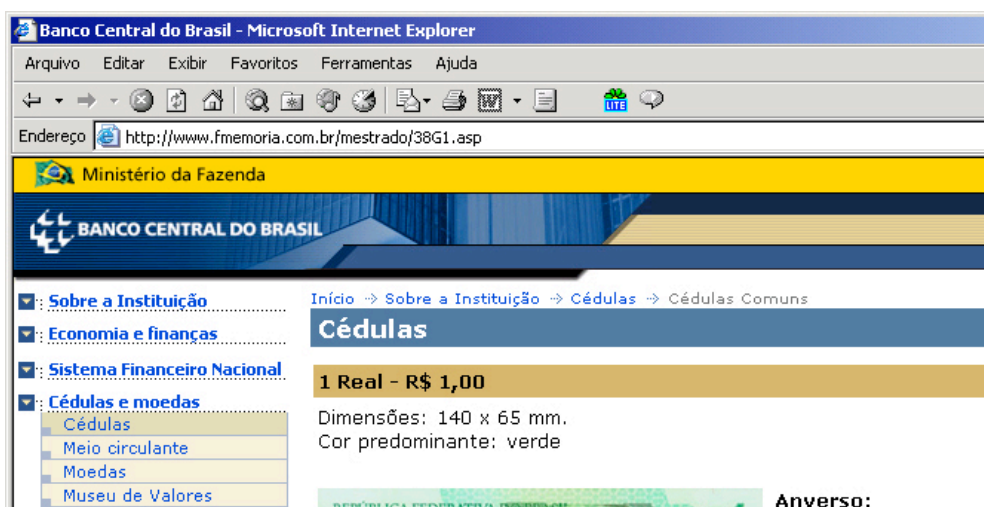 Banco Central do Brasil - Microsoft Internet Explorer
Arquivo Editar Exibir Favoritos Ferramentas Ajuda
LITE
Endereço http://www.fmemoria.com.br/mestrado/38G1.asp
Ministério da Fazenda
BANCO CENTRAL DO BRASIL
Início ··> Sobre a Instituição ··> Cédulas ··> Cédulas Comuns
:: Sobre a Instituição
:: Economia e finanças
:: Sistema Financeiro Nacional
:: Cédulas e moedas
Cédulas
Meio circulante
Moedas
Museu de Valores
Cédulas
1 Real - R$ 1,00
Dimensões: 140 x 65 mm.
Cor predominante: verde
REPÚBLICA FEDERATIVA
Anverso: